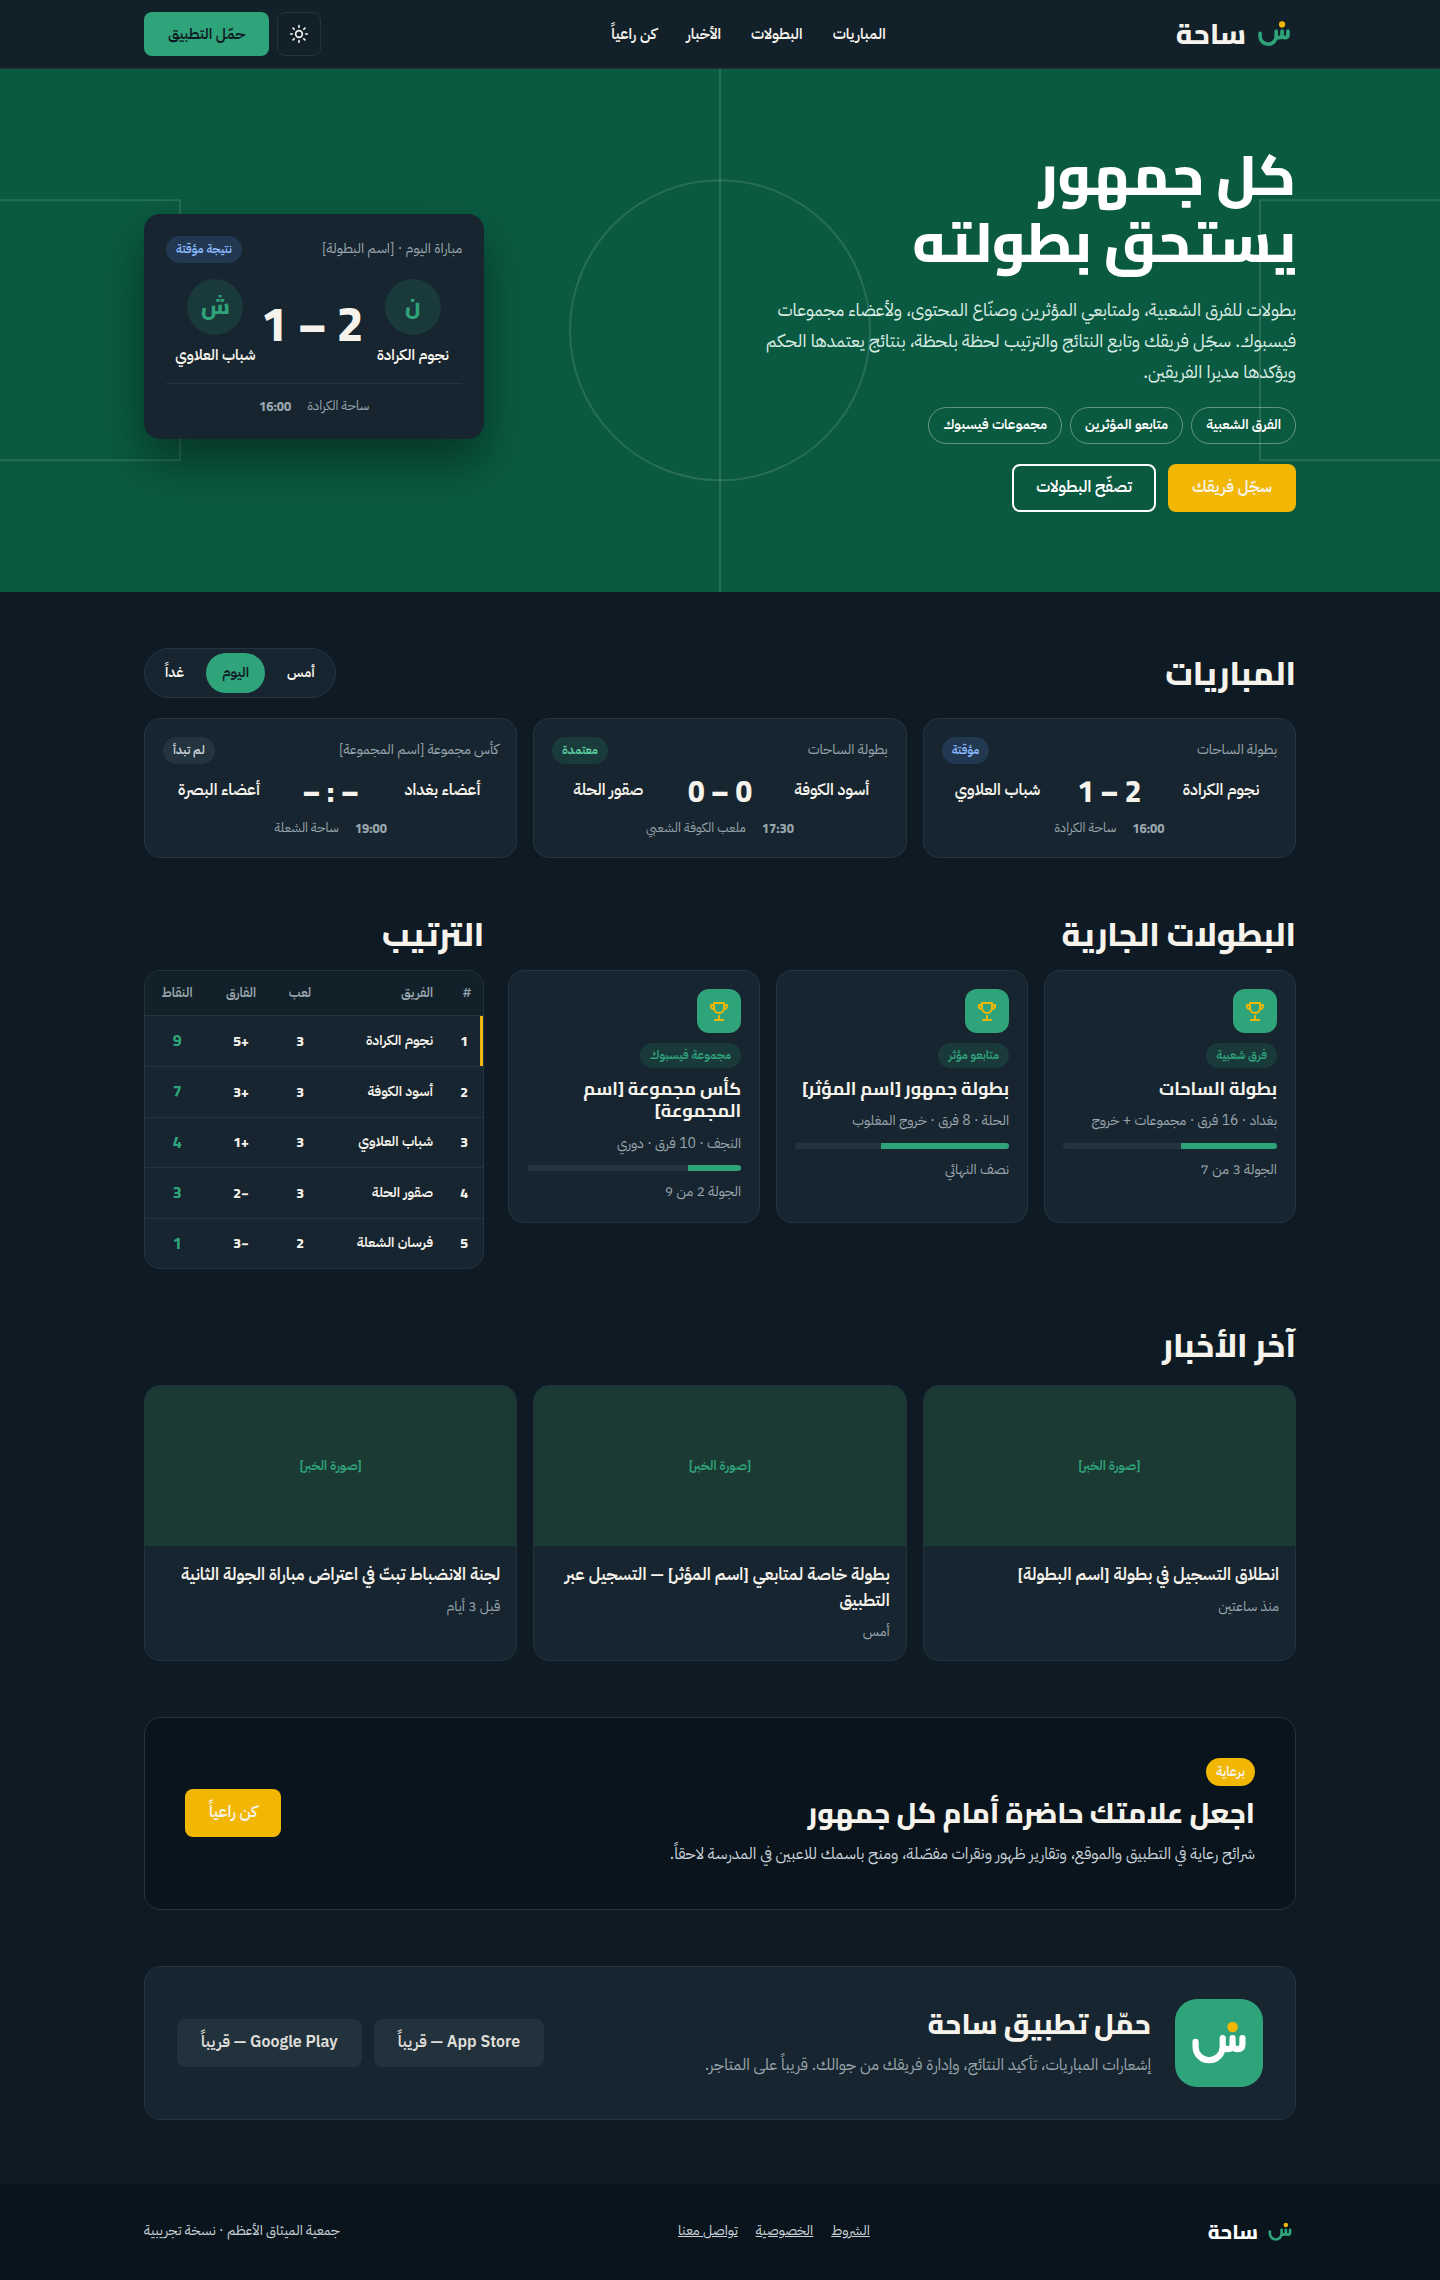 ساحة
المباريات
البطولات
الأخبار
كن راعياً
حمّل التطبيق
كل جمهور
يستحق بطولته
بطولات للفرق الشعبية، ولمتابعي المؤثرين وصنّاع المحتوى، ولأعضاء مجموعات
فيسبوك. سجّل فريقك وتابع النتائج والترتيب لحظة بلحظة، بنتائج يعتمدها الحكم
ويؤكدها مديرا الفريقين.
الفرق الشعبية
متابعو المؤثرين
مجموعات فيسبوك
سجّل فريقك
تصفّح البطولات
مباراة اليوم · [اسم البطولة]
نتيجة مؤقتة
ن
2 – 1
ش
نجوم الكرادة
شباب العلاوي
ساحة الكرادة
16:00
المباريات
أمس
اليوم
غداً
بطولة الساحات
مؤقتة
نجوم الكرادة
2 – 1
شباب العلاوي
16:00
ساحة الكرادة
بطولة الساحات
معتمدة
أسود الكوفة
0 – 0
صقور الحلة
17:30
ملعب الكوفة الشعبي
كأس مجموعة [اسم المجموعة]
لم تبدأ
أعضاء بغداد
– : –
أعضاء البصرة
19:00
ساحة الشعلة
البطولات الجارية
فرق شعبية
بطولة الساحات
بغداد · 16 فرق · مجموعات + خروج
الجولة 3 من 7
متابعو مؤثر
بطولة جمهور [اسم المؤثر]
الحلة · 8 فرق · خروج المغلوب
نصف النهائي
مجموعة فيسبوك
كأس مجموعة [اسم
المجموعة]
النجف · 10 فرق · دوري
الجولة 2 من 9
الترتيب
# الفريق لعب الفارق النقاط
1 نجوم الكرادة 3 +5 9
2 أسود الكوفة 3 +3 7
3 شباب العلاوي 3 +1 4
4 صقور الحلة 3 −2 3
5 فرسان الشعلة 2 −3 1
آخر الأخبار
[صورة الخبر]
انطلاق التسجيل في بطولة [اسم البطولة]
منذ ساعتين
[صورة الخبر]
بطولة خاصة لمتابعي [اسم المؤثر] — التسجيل عبر
التطبيق
أمس
[صورة الخبر]
لجنة الانضباط تبتّ في اعتراض مباراة الجولة الثانية
قبل 3 أيام
برعاية
اجعل علامتك حاضرة أمام كل جمهور
شرائح رعاية في التطبيق والموقع، وتقارير ظهور ونقرات مفصّلة، ومنح باسمك للاعبين في المدرسة لاحقاً.
كن راعياً
حمّل تطبيق ساحة
إشعارات المباريات، تأكيد النتائج، وإدارة فريقك من جوالك. قريباً على المتاجر.
App Store — قريباً
Google Play — قريباً
ساحة
الشروط
الخصوصية
تواصل معنا
جمعية الميثاق الأعظم · نسخة تجريبية